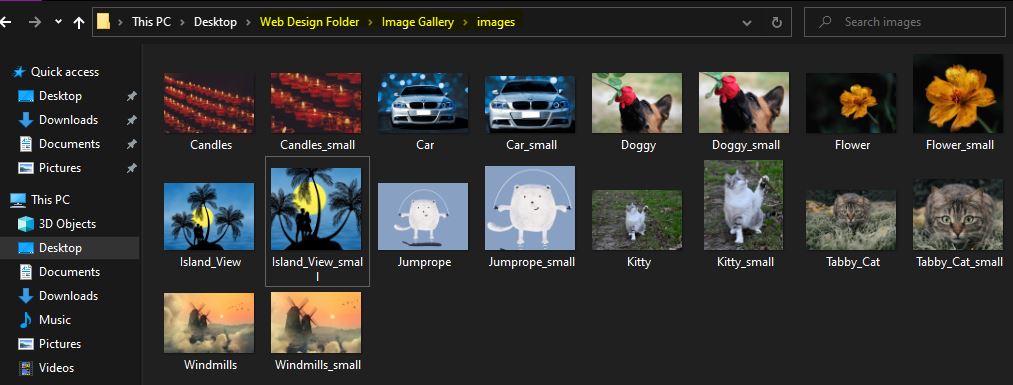 This PC > Desktop > Web Design Folder > Image Gallery > images
Search images
Quick access
Desktop
Downloads
Documents
Pictures
This PC
3D Objects
Desktop
Documents
Downloads
Music
Pictures
Videos
Candles Candles_small Car Car_small Doggy Doggy_small Flower Flower_small
Island_View Island_View_smal
l
Jumprope Jumprope_small Kitty Kitty_small Tabby_Cat Tabby_Cat_small
Windmills Windmills_small